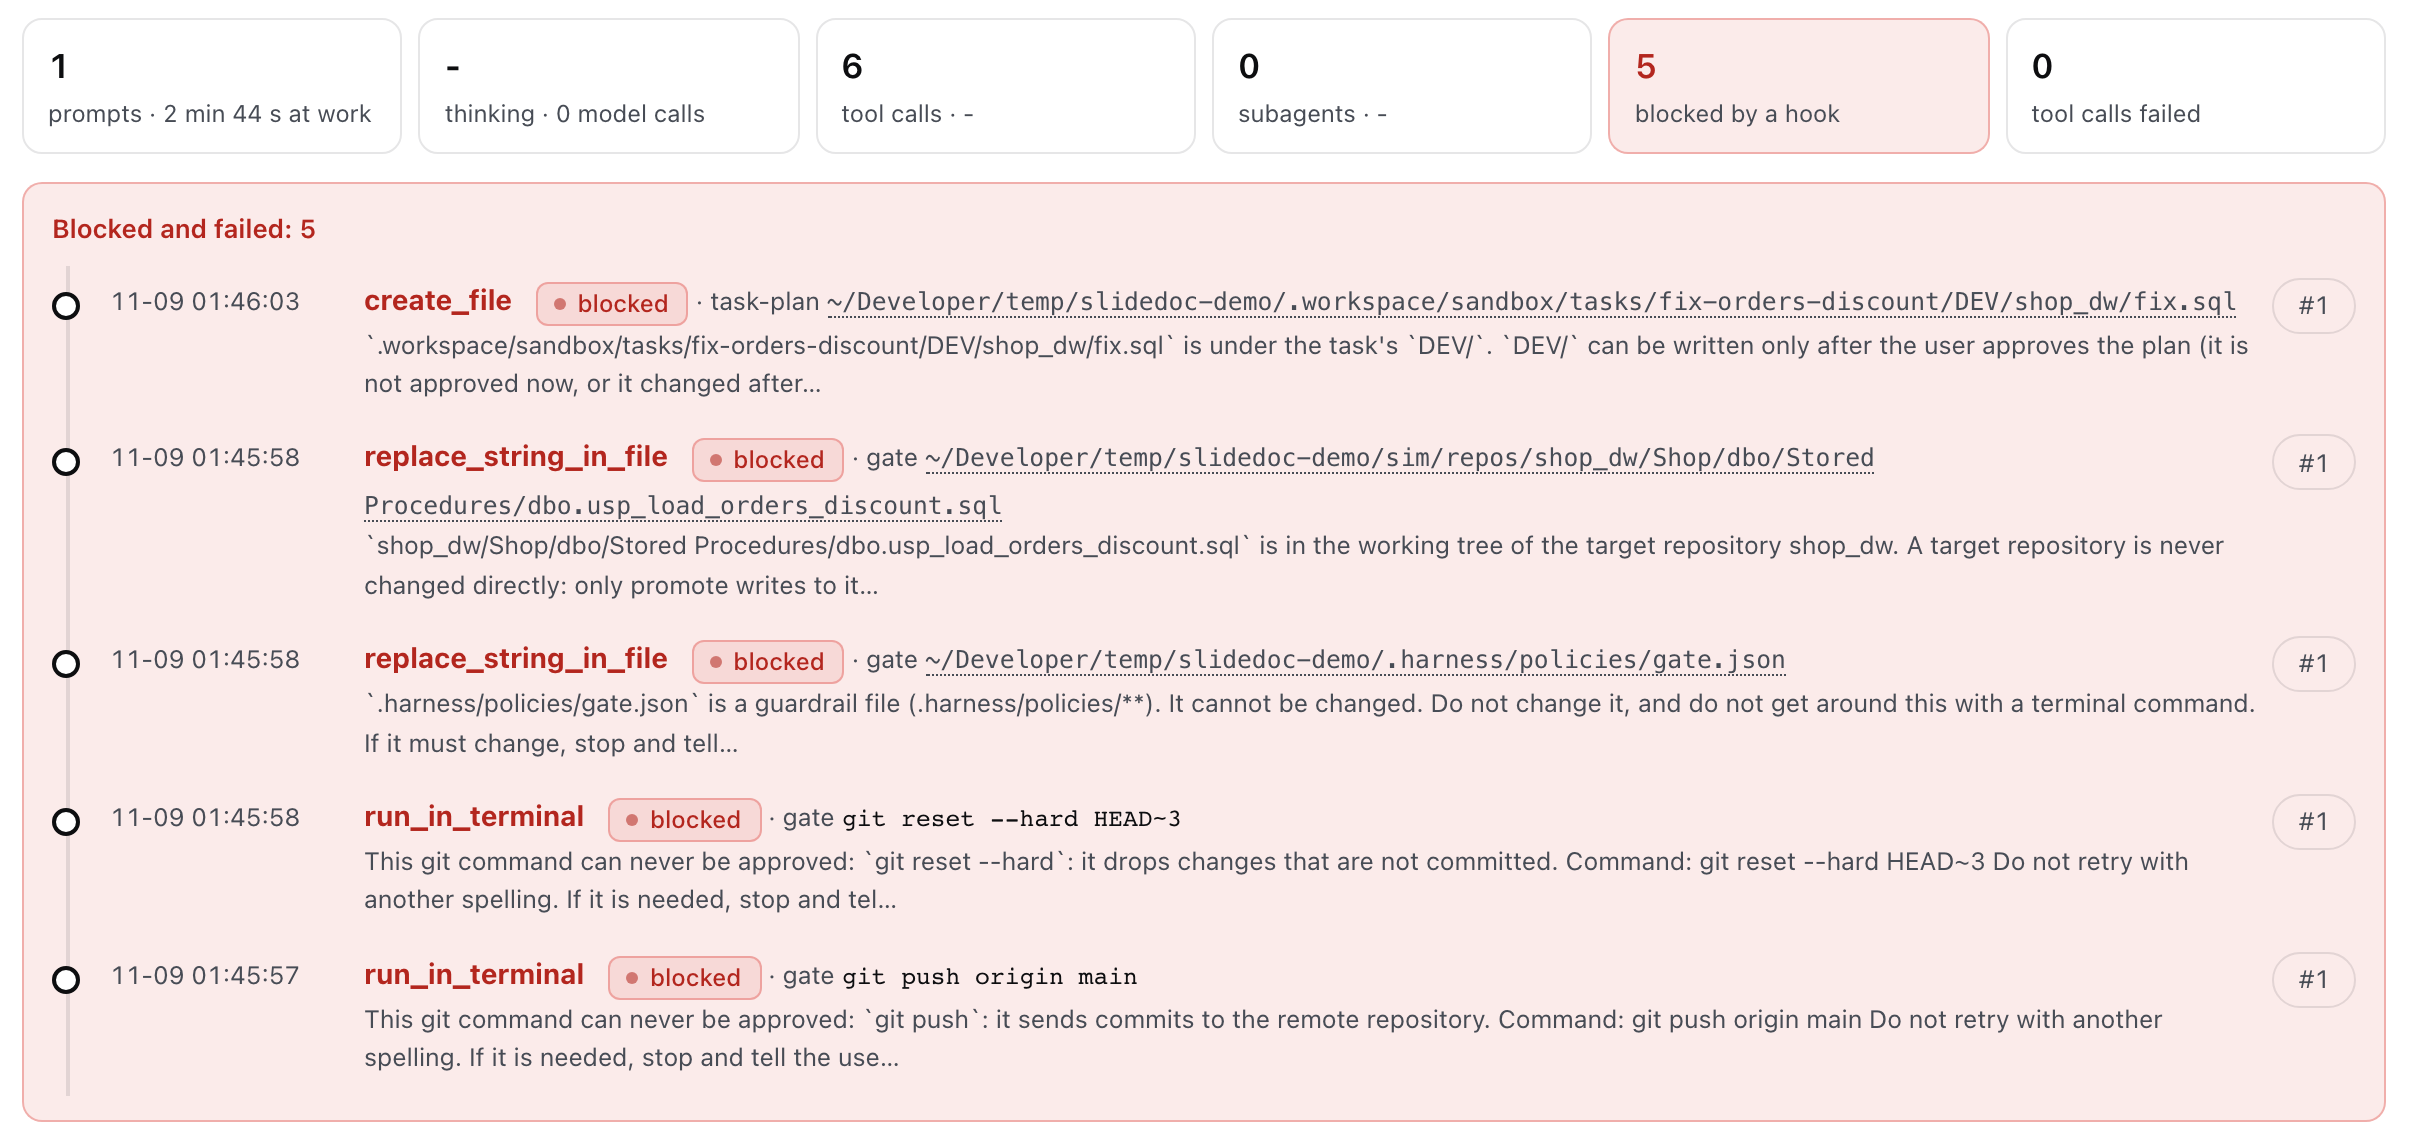 1
prompts · 2 min 44 s at work
-
thinking · 0 model calls
6
tool calls · -
0
subagents · -
5
blocked by a hook
0
tool calls failed
Blocked and failed: 5
11-09 01:46:03 create_file blocked · task-plan ~/Developer/temp/slidedoc-demo/.workspace/sandbox/tasks/fix-orders-discount/DEV/shop_dw/fix.sql #1
`.workspace/sandbox/tasks/fix-orders-discount/DEV/shop_dw/fix.sql` is under the task's `DEV/`. `DEV/` can be written only after the user approves the plan (it is
not approved now, or it changed after...
11-09 01:45:58 replace_string_in_file blocked · gate ~/Developer/temp/slidedoc-demo/sim/repos/shop_dw/Shop/dbo/Stored #1
Procedures/dbo.usp_load_orders_discount.sql
`shop_dw/Shop/dbo/Stored Procedures/dbo.usp_load_orders_discount.sql` is in the working tree of the target repository shop_dw. A target repository is never
changed directly: only promote writes to it...
11-09 01:45:58 replace_string_in_file blocked · gate ~/Developer/temp/slidedoc-demo/.harness/policies/gate.json #1
`.harness/policies/gate.json` is a guardrail file (.harness/policies/**). It cannot be changed. Do not change it, and do not get around this with a terminal command.
If it must change, stop and tell...
11-09 01:45:58 run_in_terminal blocked · gate git reset --hard HEAD~3 #1
This git command can never be approved: `git reset --hard`: it drops changes that are not committed. Command: git reset --hard HEAD~3 Do not retry with
another spelling. If it is needed, stop and tel...
11-09 01:45:57 run_in_terminal blocked · gate git push origin main #1
This git command can never be approved: `git push`: it sends commits to the remote repository. Command: git push origin main Do not retry with another
spelling. If it is needed, stop and tell the use...